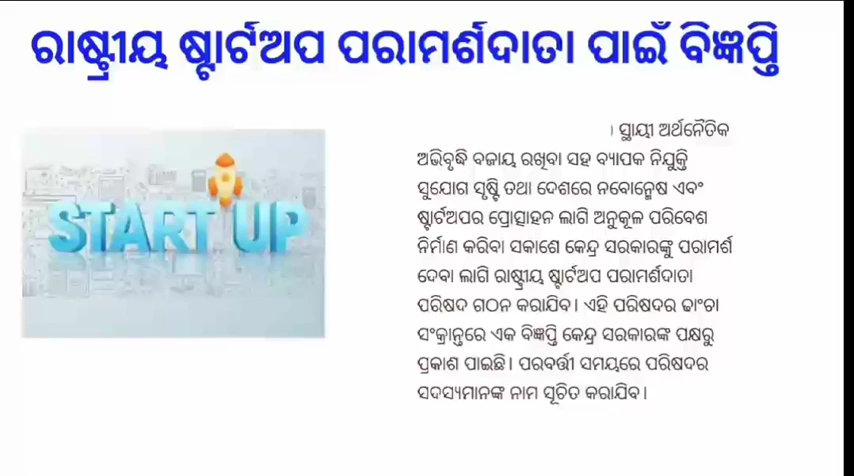 ରାଷ୍ଟ୍ରୀୟ ଷ୍ଟାର୍ଟଅପ ପରାମର୍ଶଦାତା ପାଇଁ ବିଜ୍ଞପ୍ତି
START UP
। ସ୍ଥାୟୀ ଅର୍ଥନୈତିକ
ଅଭିବୃଦ୍ଧି ବଜାୟ ରଖିବା ସହ ବ୍ୟାପକ ନିଯୁକ୍ତି
ସୁଯୋଗ ସୃଷ୍ଟି ତଥା ଦେଶରେ ନବୋନ୍ମେଷ ଏବଂ
ଷ୍ଟାର୍ଟଅପର ପ୍ରୋତ୍ସାହନ ଲାଗି ଅନୁକୂଳ ପରିବେଶ
ନିର୍ମାଣ କରିବା ସକାଶେ କେନ୍ଦ୍ର ସରକାରଙ୍କୁ ପରାମର୍ଶ
ଦେବା ଲାଗି ରାଷ୍ଟ୍ରୀୟ ଷ୍ଟାର୍ଟଅପ ପରାମର୍ଶଦାତା
ପରିଷଦ ଗଠନ କରାଯିବ। ଏହି ପରିଷଦର ଢାଂଚା
ସଂକ୍ରାନ୍ତରେ ଏକ ବିଜ୍ଞପ୍ତି କେନ୍ଦ୍ର ସରକାରଙ୍କ ପକ୍ଷରୁ
ପ୍ରକାଶ ପାଇଛି। ପରବର୍ତ୍ତୀ ସମୟରେ ପରିଷଦର
ସଦସ୍ୟମାନଙ୍କ ନାମ ସୂଚିତ କରାଯିବ।